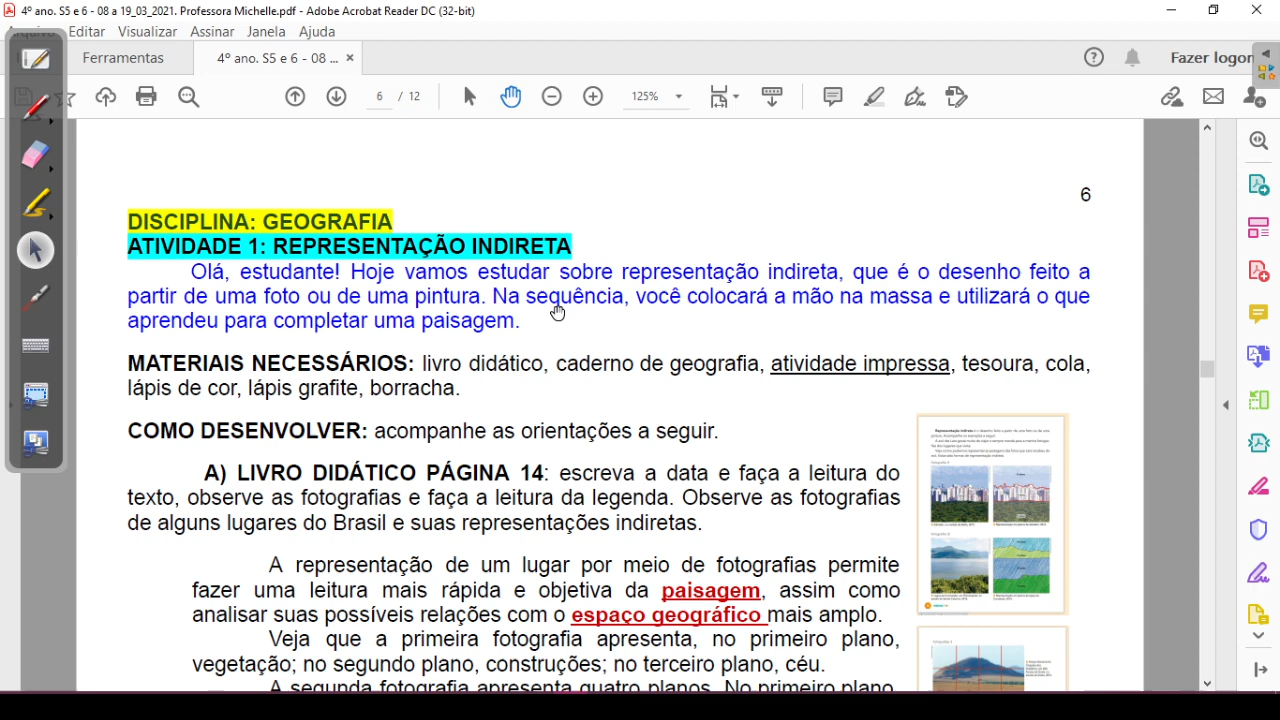 4º ano. S5 e 6 - 08 a 19_03_2021. Professora Michelle.pdf - Adobe Acrobat Reader DC (32-bit)
Editar Visualizar Assinar Janela Ajuda
Ferramentas 4º ano. S5 e 6 - 08 ... × Fazer logon
6 / 12 125%
6
DISCIPLINA: GEOGRAFIA
ATIVIDADE 1: REPRESENTAÇÃO INDIRETA
Olá, estudante! Hoje vamos estudar sobre representação indireta, que é o desenho feito a
partir de uma foto ou de uma pintura. Na sequência, você colocará a mão na massa e utilizará o que
aprendeu para completar uma paisagem.
MATERIAIS NECESSÁRIOS: livro didático, caderno de geografia, atividade impressa, tesoura, cola,
lápis de cor, lápis grafite, borracha.
COMO DESENVOLVER: acompanhe as orientações a seguir.
A) LIVRO DIDÁTICO PÁGINA 14: escreva a data e faça a leitura do
texto, observe as fotografias e faça a leitura da legenda. Observe as fotografias
de alguns lugares do Brasil e suas representações indiretas.
A representação de um lugar por meio de fotografias permite
fazer uma leitura mais rápida e objetiva da paisagem, assim como
analisar suas possíveis relações com o espaço geográfico mais amplo.
Veja que a primeira fotografia apresenta, no primeiro plano,
vegetação; no segundo plano, construções; no terceiro plano, céu.
A segunda fotografia apresenta quatro planos. No primeiro plano,